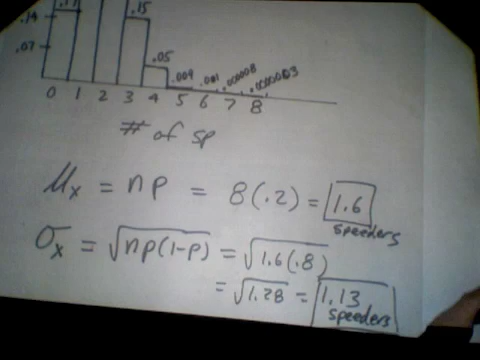 .14
.17
.15
.07
.05
.009
.001
.00008
.000003
0 1 2 3 4 5 6 7 8
# of sp
μx = np = 8(.2) = 1.6
speeders
σx = √np(1-p) = √1.6(.8)
= √1.28 = 1.13
speeders